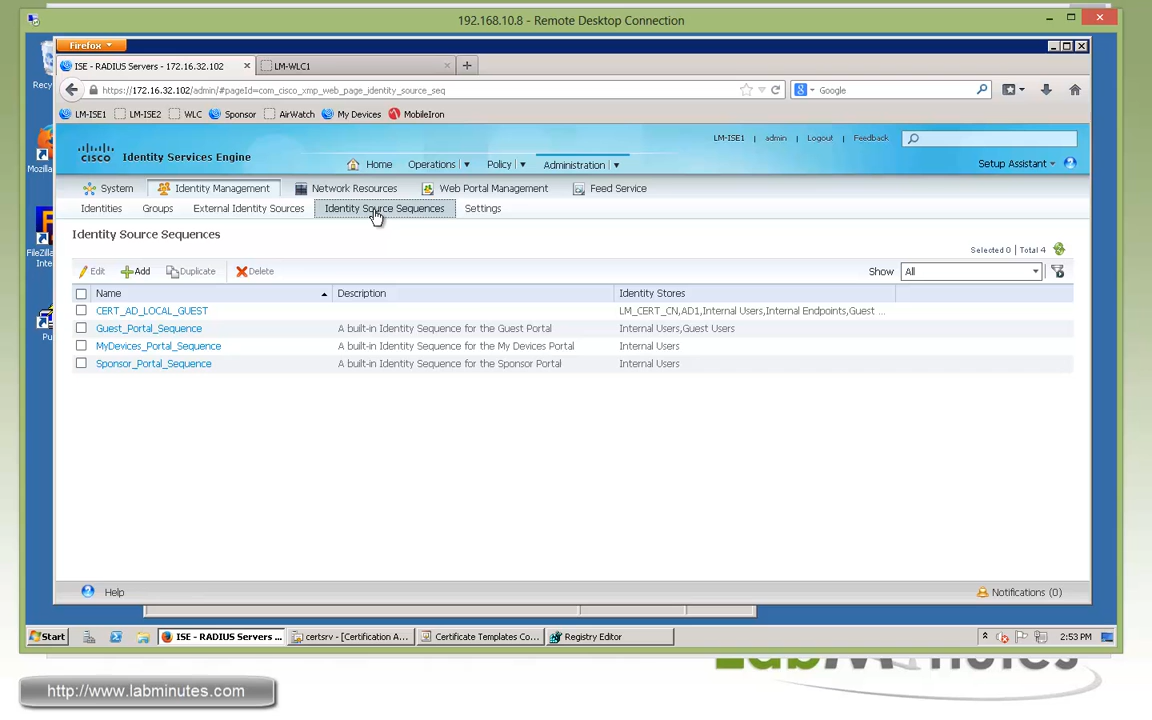 192.168.10.8 - Remote Desktop Connection
Firefox
ISE - RADIUS Servers - 172.16.32.102
LM-WLC1
https://172.16.32.102/admin/#pageId=com_cisco_xmp_web_page_identity_source_seq
Google
LM-ISE1 LM-ISE2 WLC Sponsor AirWatch My Devices MobileIron
LM-ISE1 | admin | Logout | Feedback
cisco Identity Services Engine
Home Operations Policy Administration
Setup Assistant
System Identity Management Network Resources Web Portal Management Feed Service
Identities Groups External Identity Sources Identity Source Sequences Settings
Identity Source Sequences
Selected 0 | Total 4
Edit Add Duplicate Delete
Show All
Name Description Identity Stores
CERT_AD_LOCAL_GUEST LM_CERT_CN,AD1,Internal Users,Internal Endpoints,Guest ...
Guest_Portal_Sequence A built-in Identity Sequence for the Guest Portal Internal Users,Guest Users
MyDevices_Portal_Sequence A built-in Identity Sequence for the My Devices Portal Internal Users
Sponsor_Portal_Sequence A built-in Identity Sequence for the Sponsor Portal Internal Users
Help
Notifications (0)
Start
ISE - RADIUS Servers ...
certsrv - [Certification A...
Certificate Templates Co...
Registry Editor
2:53 PM
http://www.labminutes.com